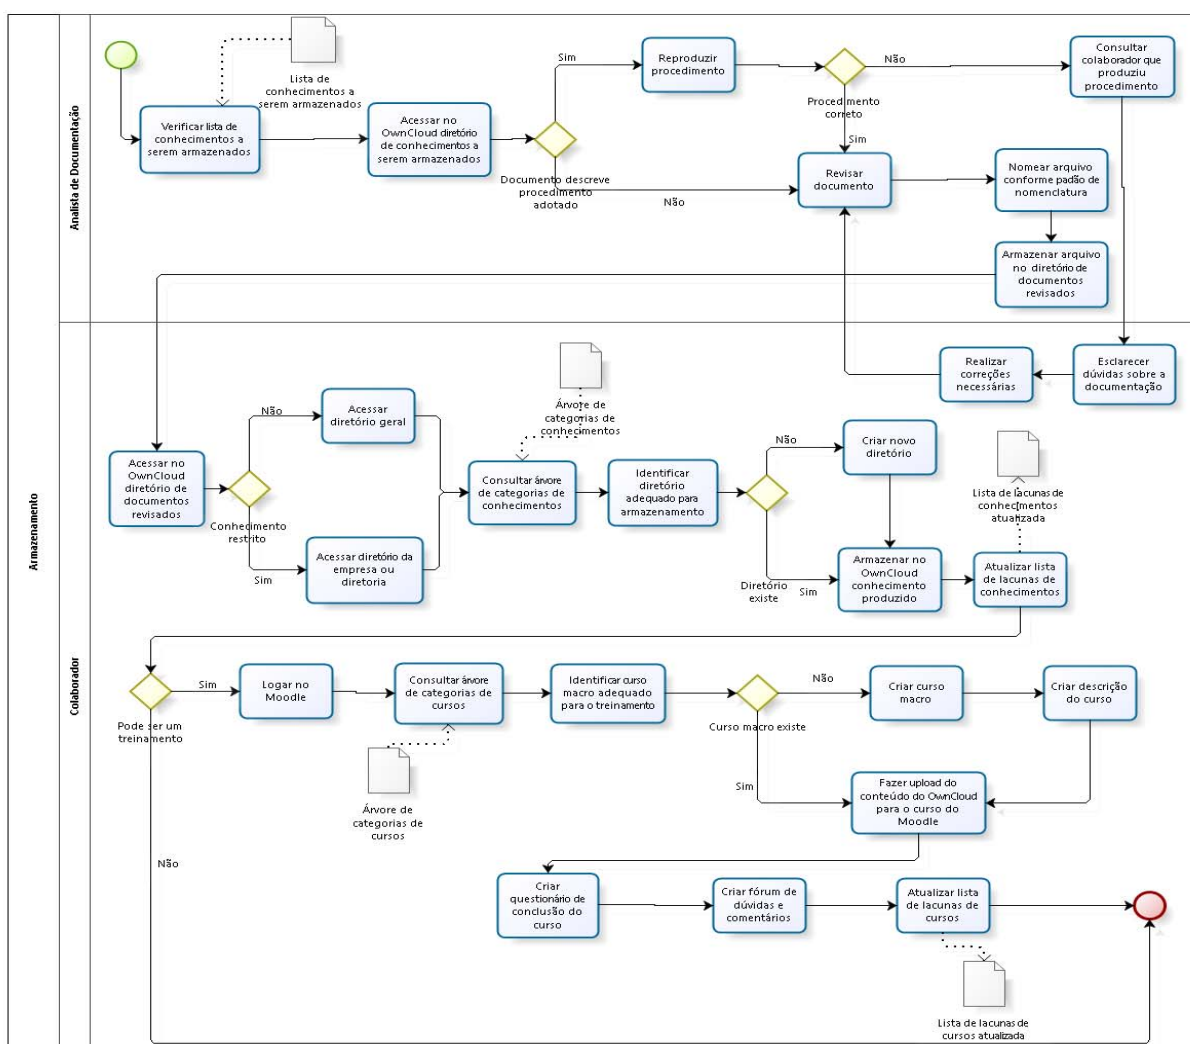 Armazenamento
Analista de Documentação
Lista de
conhecimentos a
serem armazenados
Verificar lista de
conhecimentos a
serem armazenados
Acessar no
OwnCloud diretório
de conhecimentos a
serem armazenados
Documento descreve
procedimento
adotado
Sim
Não
Reproduzir
procedimento
Procedimento
correto
Não
Sim
Consultar
colaborador que
produziu
procedimento
Revisar
documento
Nomear arquivo
conforme padão de
nomenclatura
Armazenar arquivo
no diretório de
documentos
revisados
Colaborador
Esclarecer
dúvidas sobre a
documentação
Realizar
correções
necessárias
Acessar no
OwnCloud
diretório de
documentos
revisados
Conhecimento
restrito
Não
Sim
Acessar
diretório geral
Acessar diretório da
empresa ou
diretoria
Árvore de
categorias de
conhecimentos
Consultar árvore
de categorias de
conhecimentos
Identificar
diretório
adequado para
armazenamento
Diretório
existe
Não
Sim
Criar novo
diretório
Armazenar no
OwnCloud
conhecimento
produzido
Lista de lacunas de
conhecimentos
atualizada
Atualizar lista
de lacunas de
conhecimentos
Pode ser um
treinamento
Sim
Não
Logar no
Moodle
Consultar árvore
de categorias de
cursos
Árvore de
categorias de
cursos
Identificar curso
macro adequado
para o treinamento
Curso macro existe
Não
Sim
Criar curso
macro
Criar descrição
do curso
Fazer upload do
conteúdo do OwnCloud
para o curso do
Moodle
Criar
questionário de
conclusão do
curso
Criar fórum de
dúvidas e
comentários
Atualizar lista
de lacunas de
cursos
Lista de lacunas de
cursos atualizada